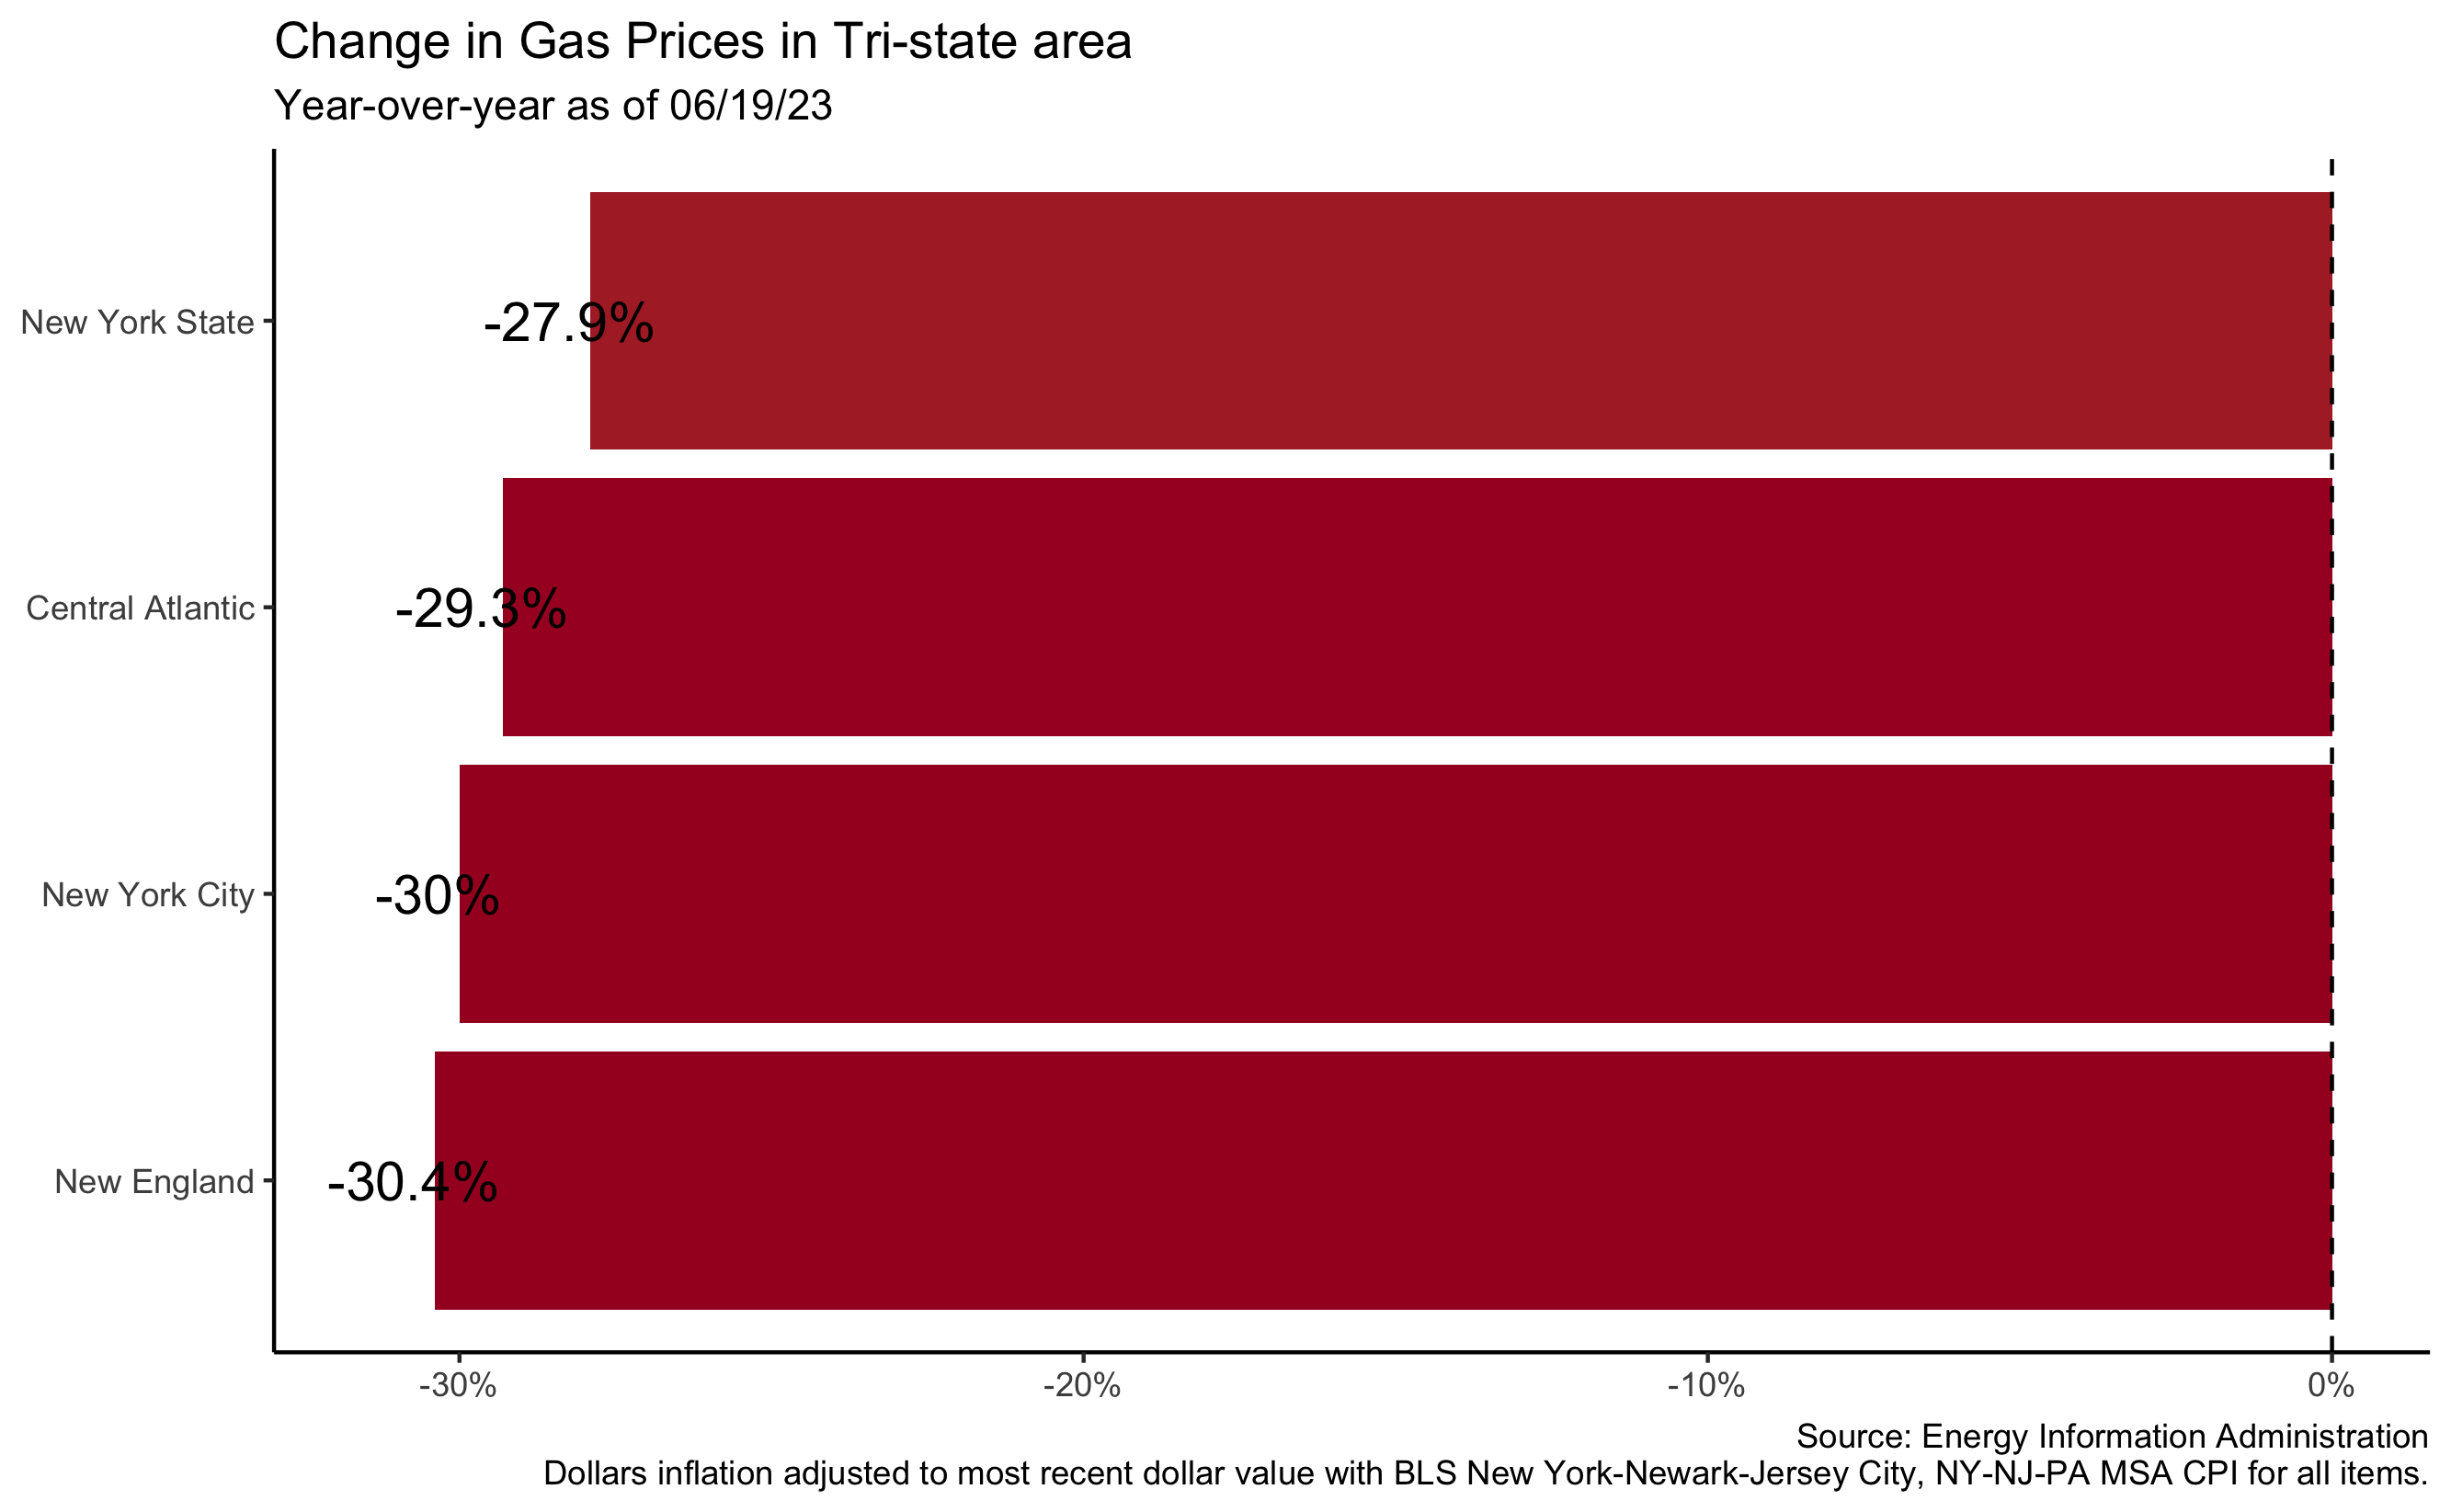 Change in Gas Prices in Tri-state area
Year-over-year as of 06/19/23
New York State
-27.9%
Central Atlantic
-29.3%
New York City
-30%
New England
-30.4%
-30%
-20%
-10%
0%
Source: Energy Information Administration
Dollars inflation adjusted to most recent dollar value with BLS New York-Newark-Jersey City, NY-NJ-PA MSA CPI for all items.